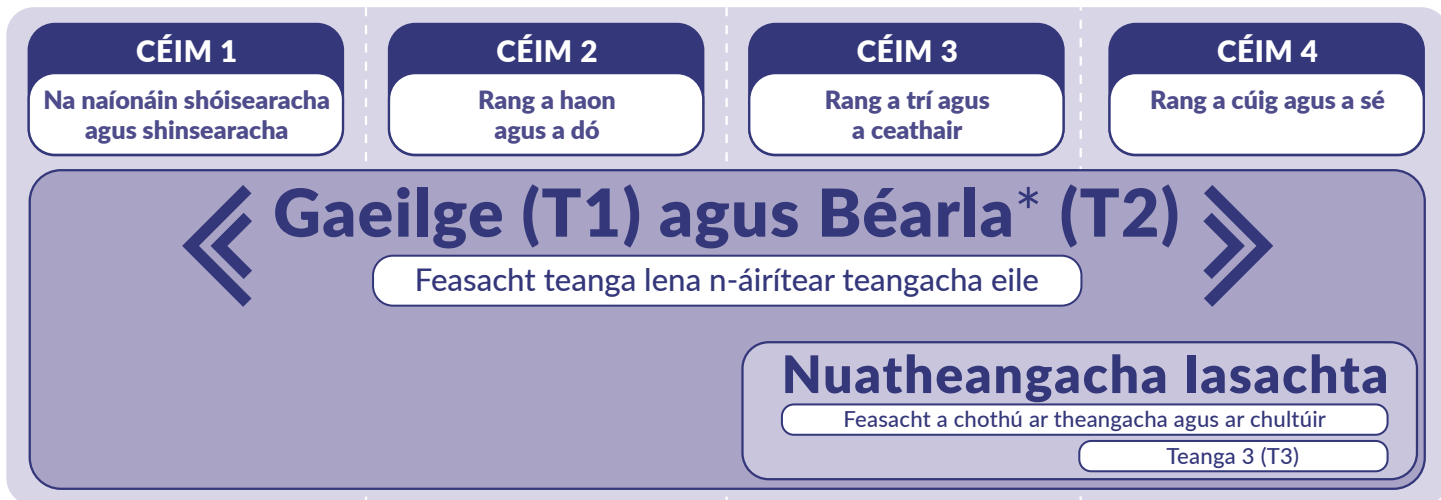 CÉIM 1
Na naíonáin shóisearacha
agus shinsearacha
CÉIM 2
Rang a haon
agus a dó
CÉIM 3
Rang a trí agus
a ceathair
CÉIM 4
Rang a cúig agus a sé
Gaeilge (T1) agus Béarla* (T2)
Feasacht teanga lena n-áirítear teangacha eile
Nuatheangacha Iasachta
Feasacht a chothú ar theangacha agus ar chultúir
Teanga 3 (T3)